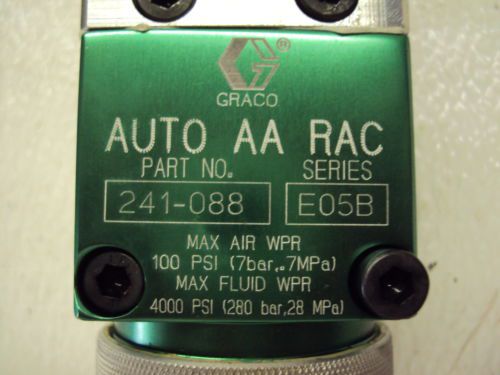 ®
GRACO
AUTO AA RAC
PART NO. SERIES
241-088 E05B
MAX AIR WPR
100 PSI (7bar,.7MPa)
MAX FLUID WPR
4000 PSI (280 bar,28 MPa)